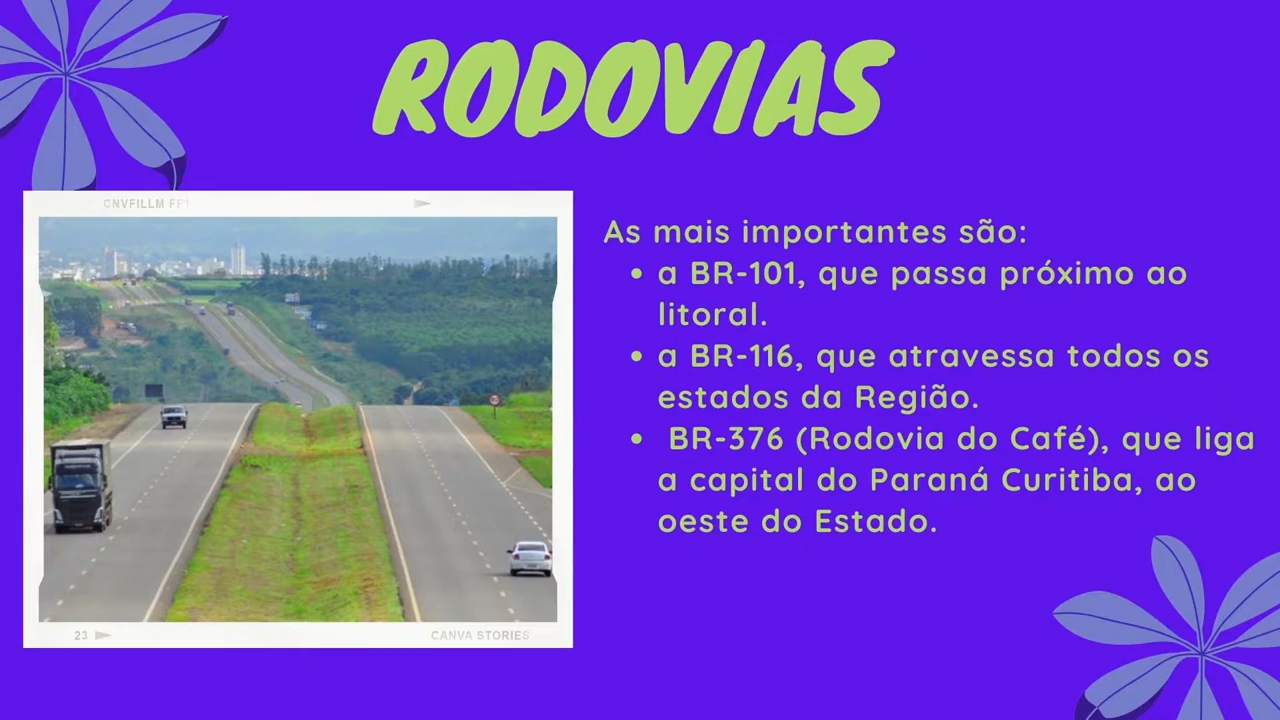 RODOVIAS
CNVFILLM FF1
As mais importantes são:
• a BR-101, que passa próximo ao
litoral.
• a BR-116, que atravessa todos os
estados da Região.
• BR-376 (Rodovia do Café), que liga
a capital do Paraná Curitiba, ao
oeste do Estado.
23
CANVA STORIES